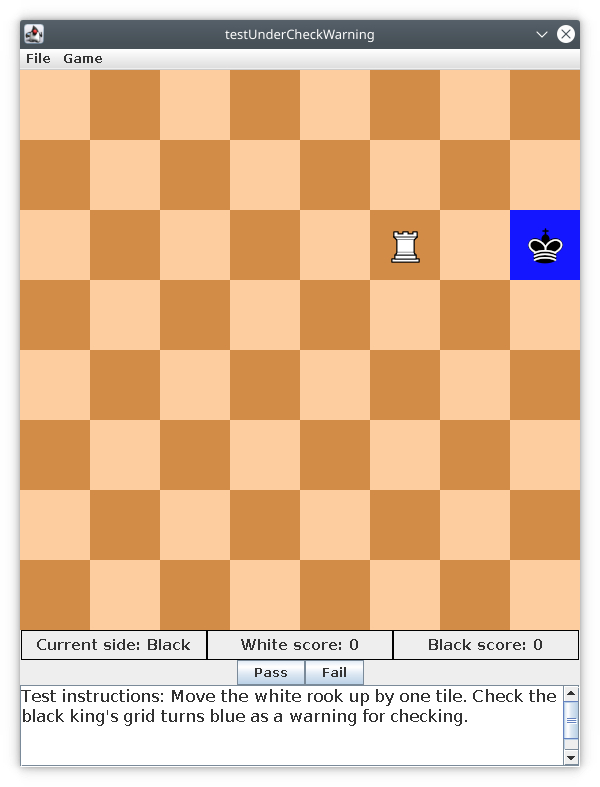 testUnderCheckWarning
File Game
Current side: Black White score: 0 Black score: 0
Pass Fail
Test instructions: Move the white rook up by one tile. Check the
black king's grid turns blue as a warning for checking.